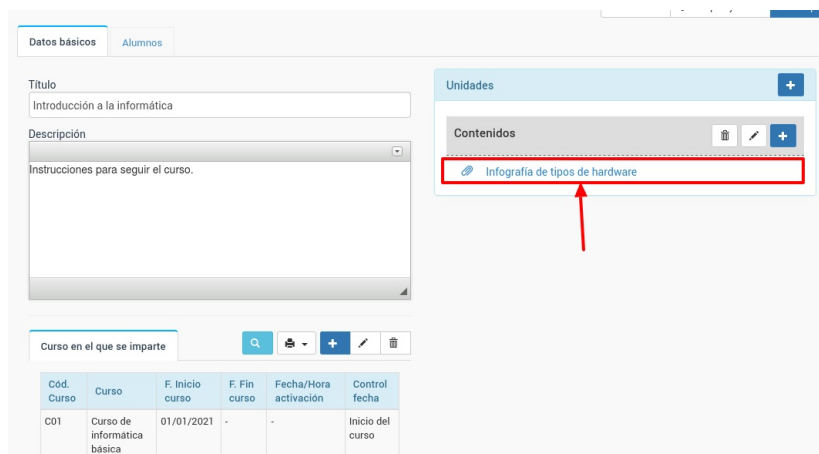 Datos básicos
Alumnos
Título
Introducción a la informática
Descripción
Instrucciones para seguir el curso.
Unidades
Contenidos
Infografía de tipos de hardware
Curso en el que se imparte
Cód. Curso
Curso
F. Inicio curso
F. Fin curso
Fecha/Hora activación
Control fecha
C01
Curso de informática básica
01/01/2021
-
-
Inicio del curso